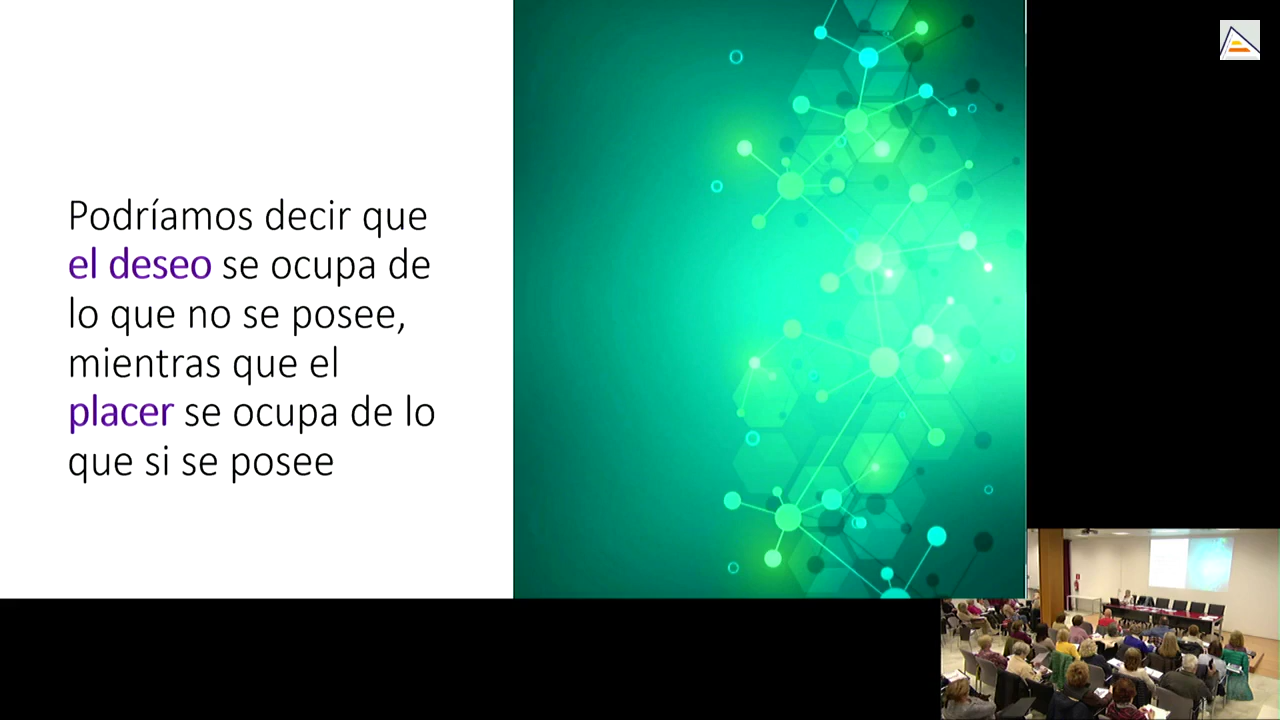 Podríamos decir que
el deseo se ocupa de
lo que no se posee,
mientras que el
placer se ocupa de lo
que si se posee